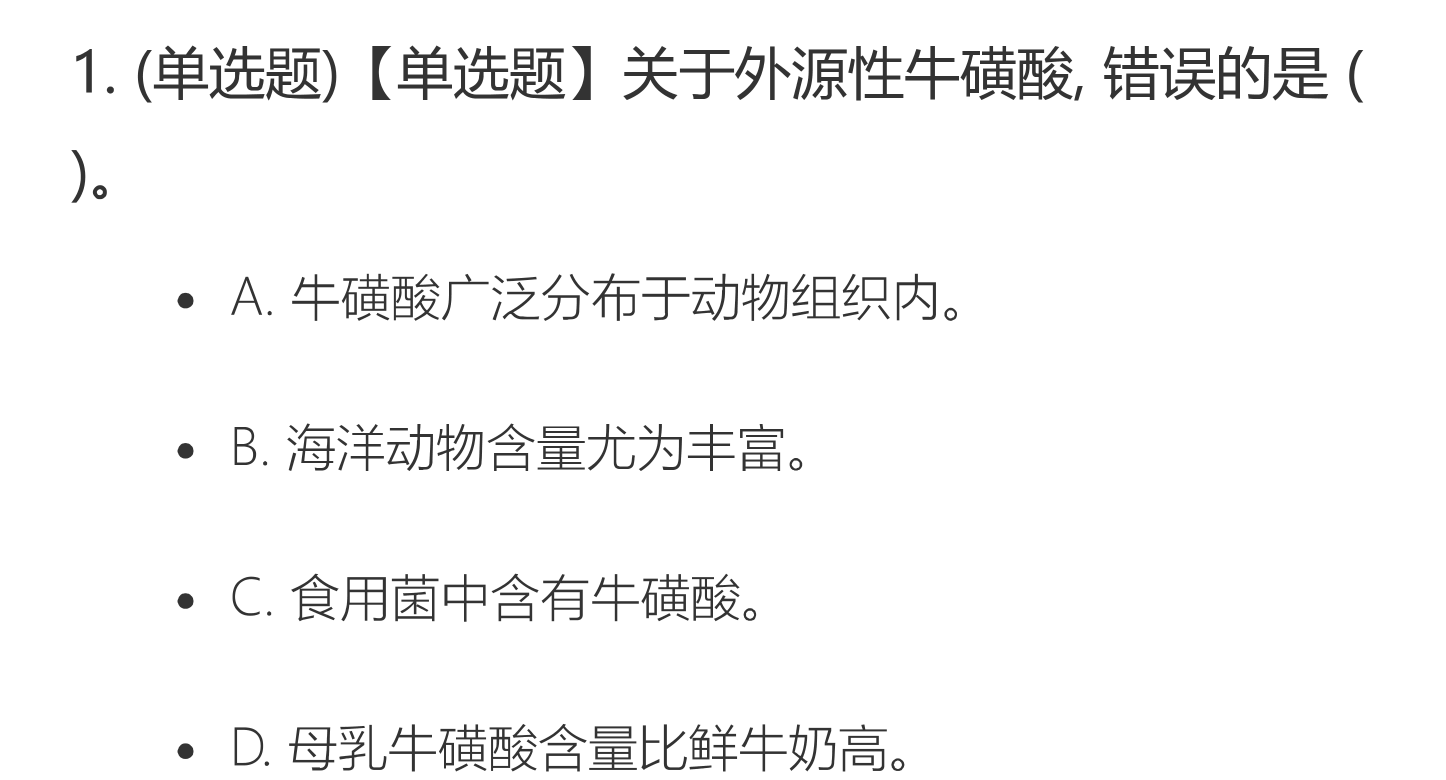 1. (单选题)【单选题】关于外源性牛磺酸, 错误的是 (
)。
• A. 牛磺酸广泛分布于动物组织内。
• B. 海洋动物含量尤为丰富。
• C. 食用菌中含有牛磺酸。
• D. 母乳牛磺酸含量比鲜牛奶高。